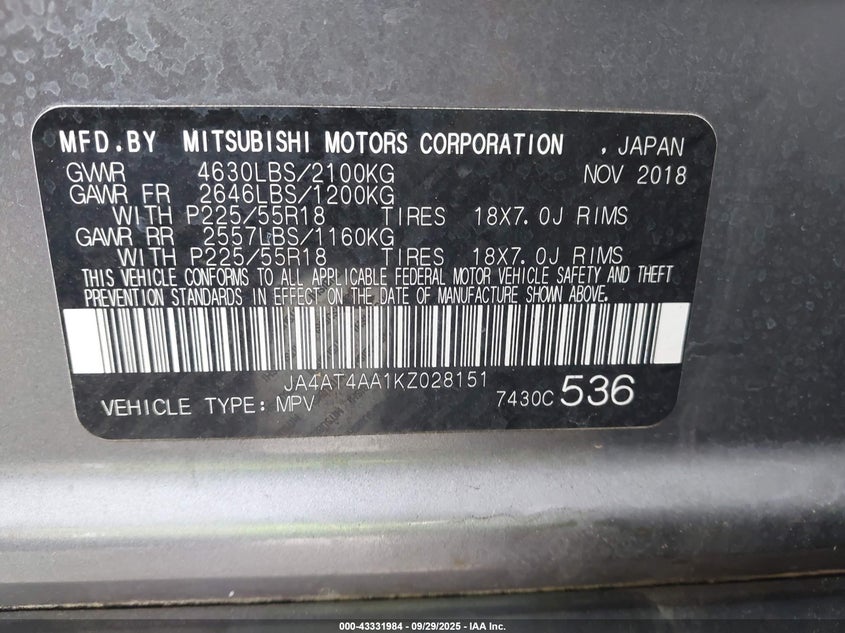 MFD.BY MITSUBISHI MOTORS CORPORATION . JAPAN
GVWR 4630LBS/2100KG NOV 2018
GAWR FR 2646LBS/1200KG
WITH P225/55R18 TIRES 18X7.0J RIMS
GAWR RR 2557LBS/1160KG
WITH P225/55R18 TIRES 18X7.0J RIMS
THIS VEHICLE CONFORMS TO ALL APPLICABLE FEDERAL MOTOR VEHICLE SAFETY AND THEFT
PREVENTION STANDARDS IN EFFECT ON THE DATE OF MANUFACTURE SHOWN ABOVE.
JA4AT4AA1KZ028151
VEHICLE TYPE: MPV 7430C 536
000-43331984 - 09/29/2025 - IAA Inc.